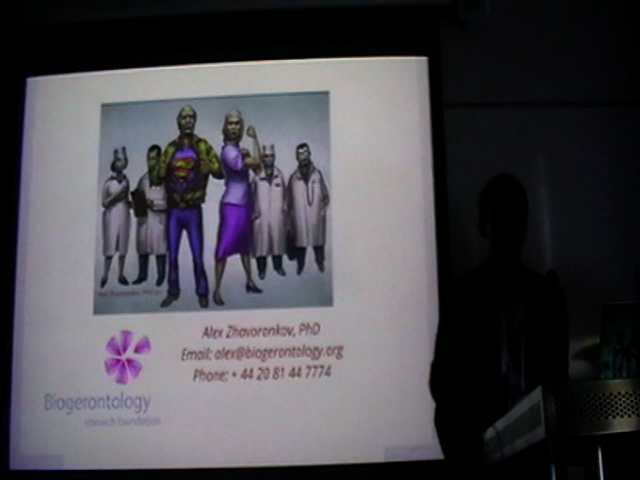 Alex Zhavoronkov, PhD
Email: alex@biogerontology.org
Phone: + 44 20 81 44 7774
Biogerontology
research foundation